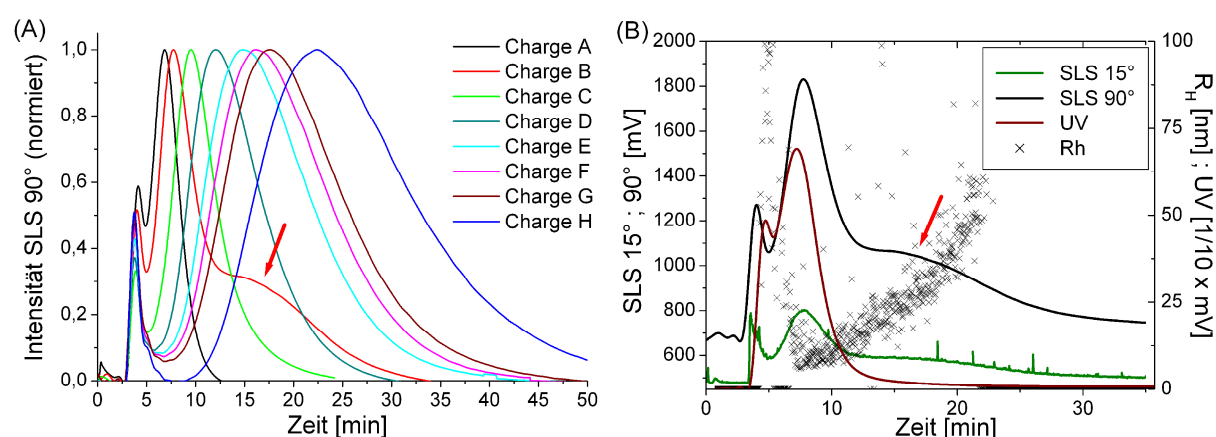 (A)
Intensität SLS 90° (normiert)
1,0
0,8
0,6
0,4
0,2
0,0
0 5 10 15 20 25 30 35 40 45 50
Zeit [min]
Charge A
Charge B
Charge C
Charge D
Charge E
Charge F
Charge G
Charge H
(B)
SLS 15° ; 90° [mV]
2000
1800
1600
1400
1200
1000
800
600
0 10 20 30
Zeit [min]
SLS 15°
SLS 90°
UV
Rh
100
75
50
25
0
RH [nm] ; UV [1/10 x mV]